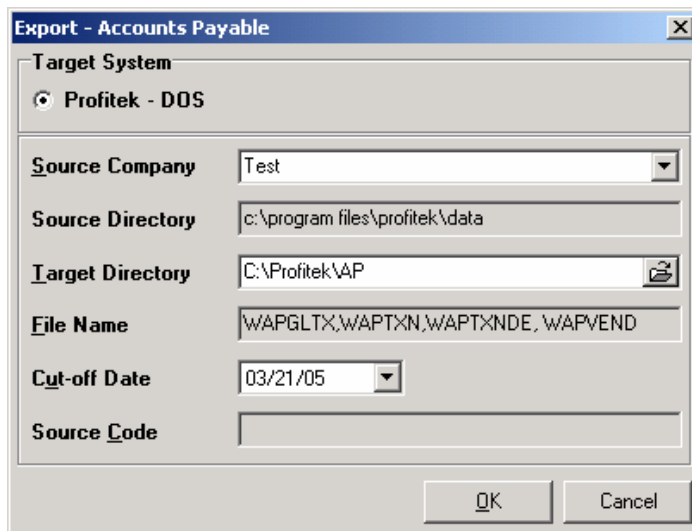 Export - Accounts Payable
Target System
Profitek - DOS
Source Company Test
Source Directory c:\program files\profitek\data
Target Directory C:\Profitek\AP
File Name WAPGLTX,WAPTXN,WAPTXNDE, WAPVEND
Cut-off Date 03/21/05
Source Code
OK Cancel